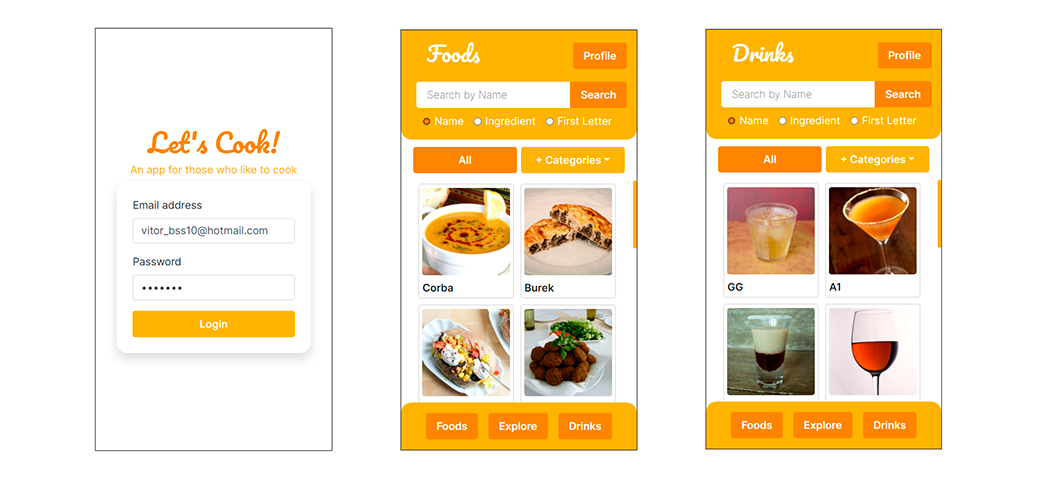 Let's Cook!
An app for those who like to cook
Email address
vitor_bss10@hotmail.com
Password
•••••••
Login
Foods
Profile
Search by Name
Search
Name Ingredient First Letter
All
+ Categories
Corba
Burek
Foods
Explore
Drinks
Drinks
Profile
Search by Name
Search
Name Ingredient First Letter
All
+ Categories
GG
A1
Foods
Explore
Drinks